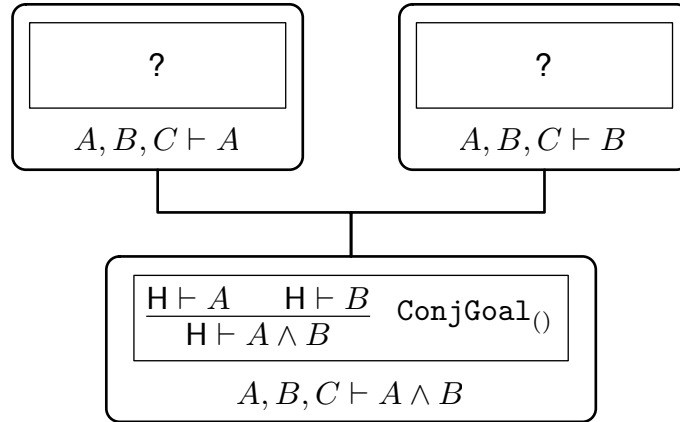 ? ?
A, B, C ⊢ A A, B, C ⊢ B
H ⊢ A H ⊢ B
H ⊢ A ∧ B ConjGoal()
A, B, C ⊢ A ∧ B